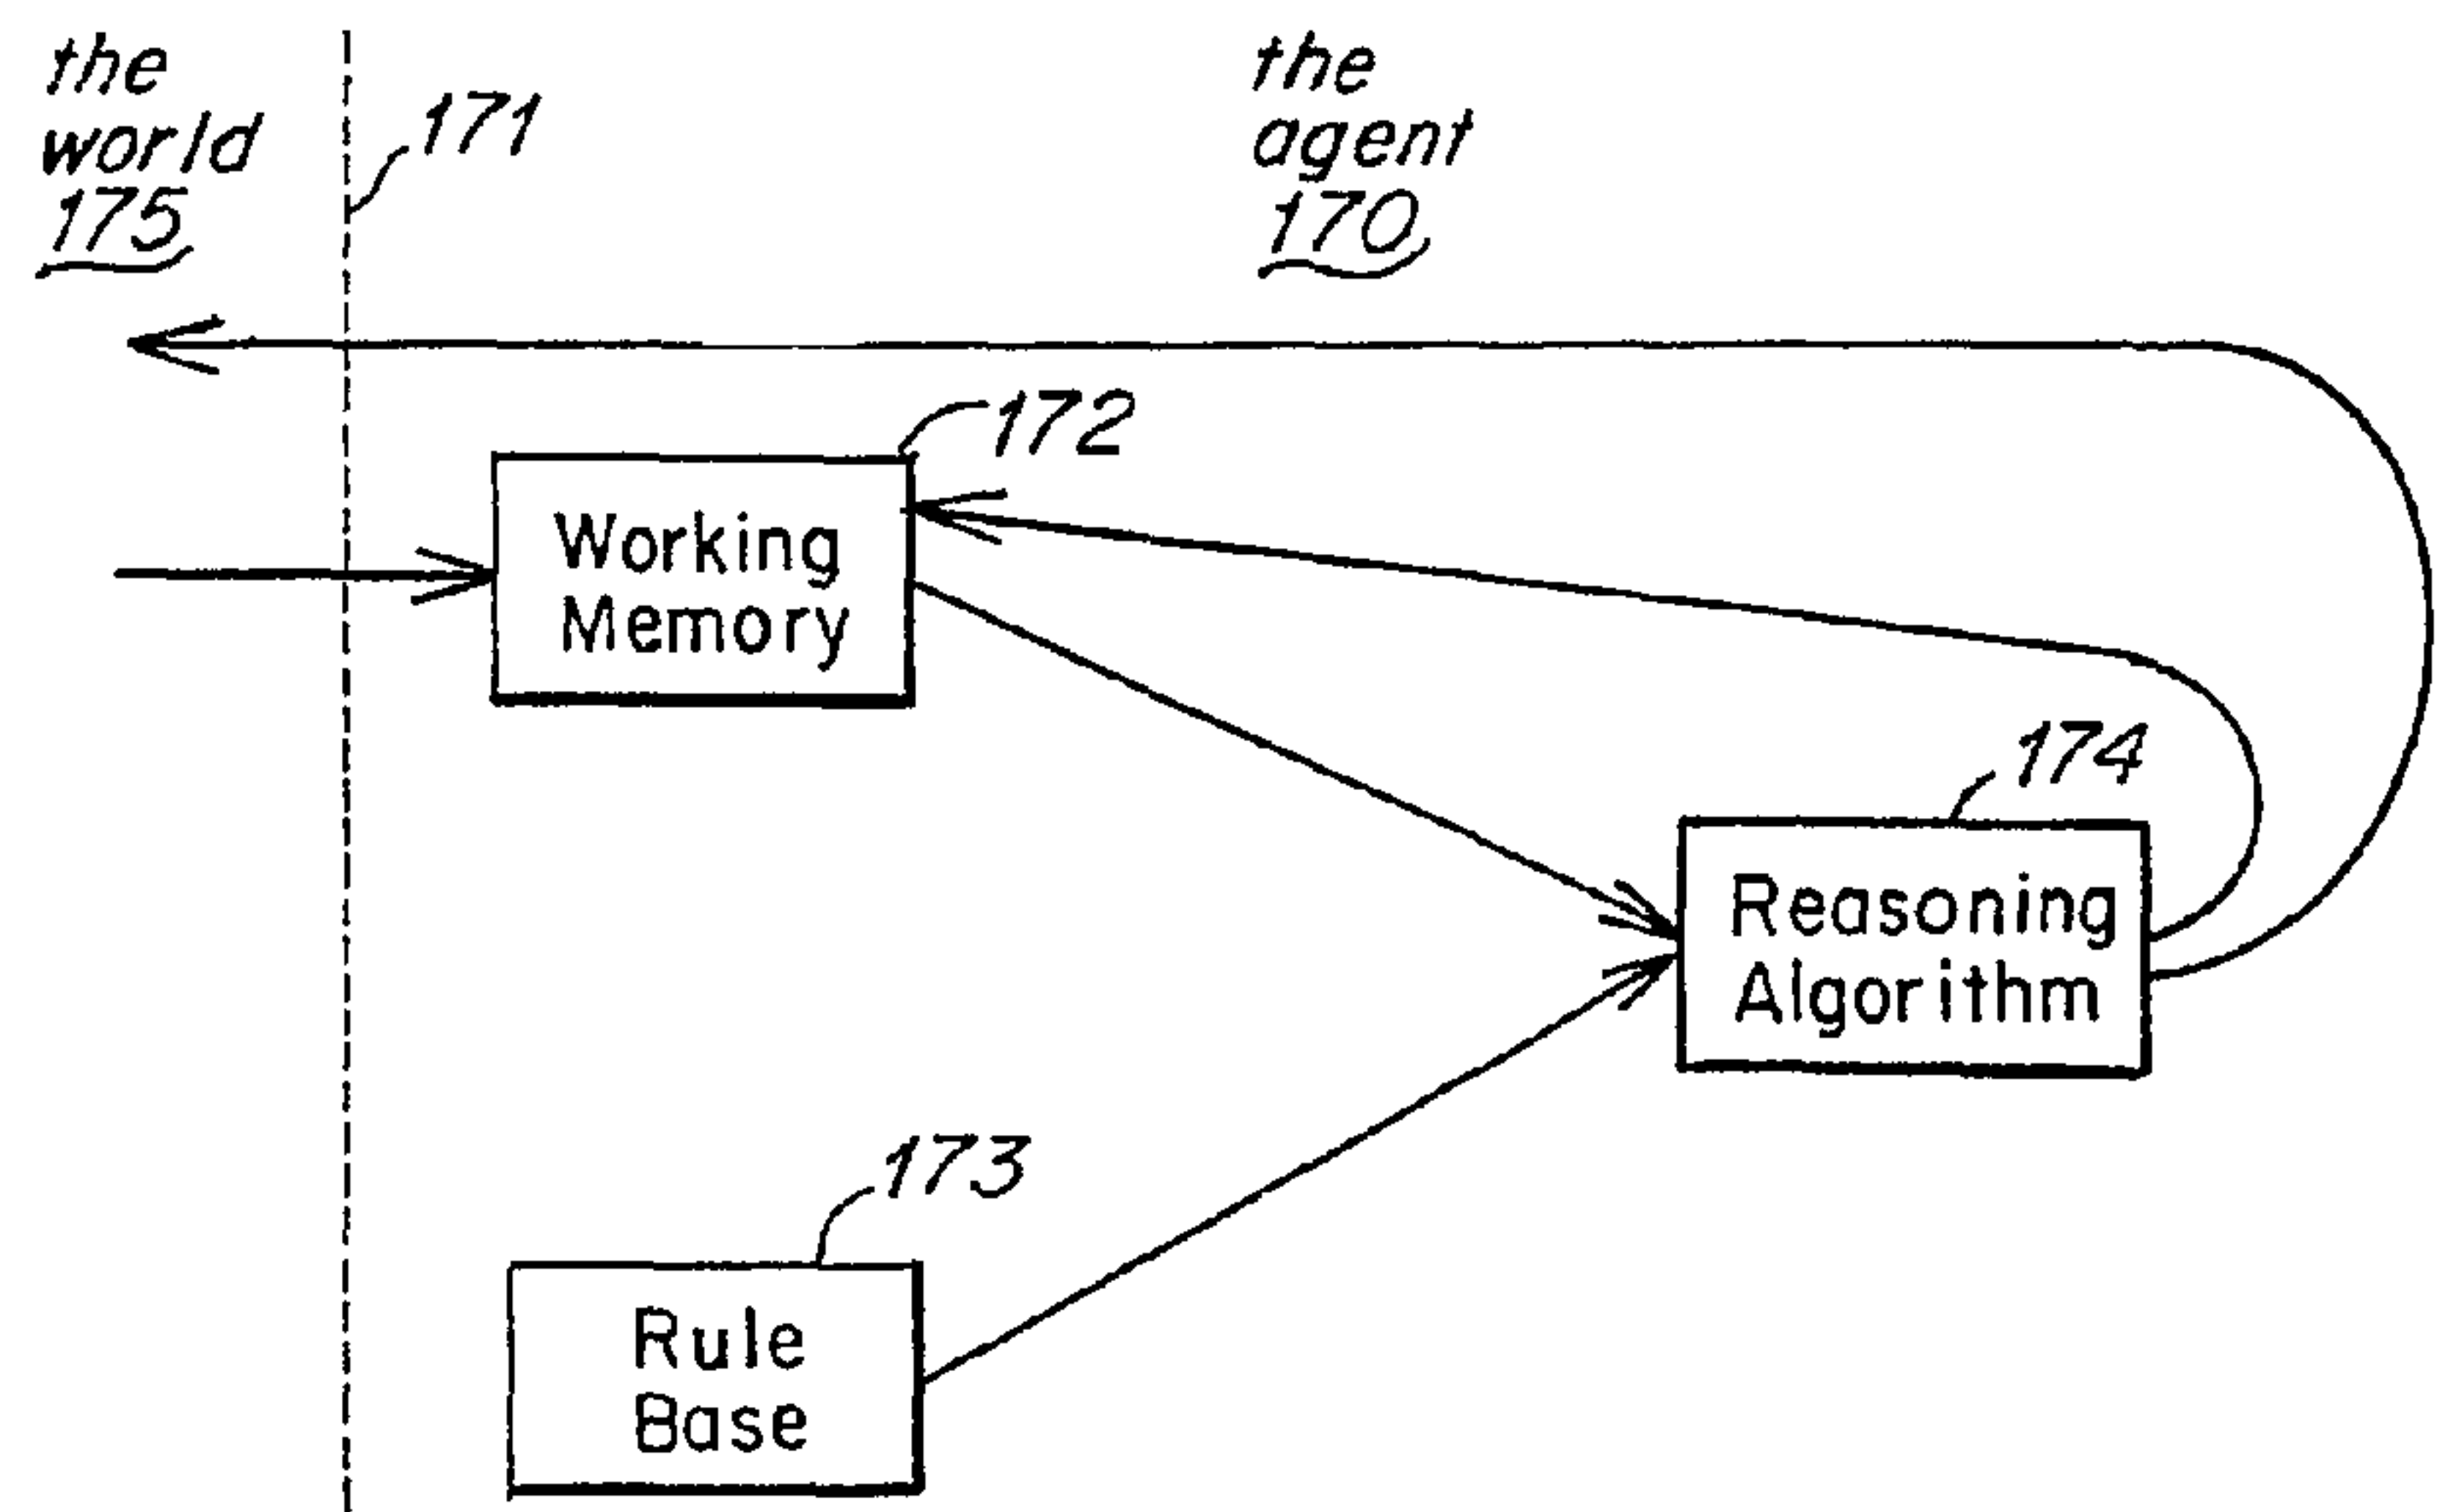 the
world
175
171
the
agent
170
172
Working
Memory
174
Reasoning
Algorithm
173
Rule
Base